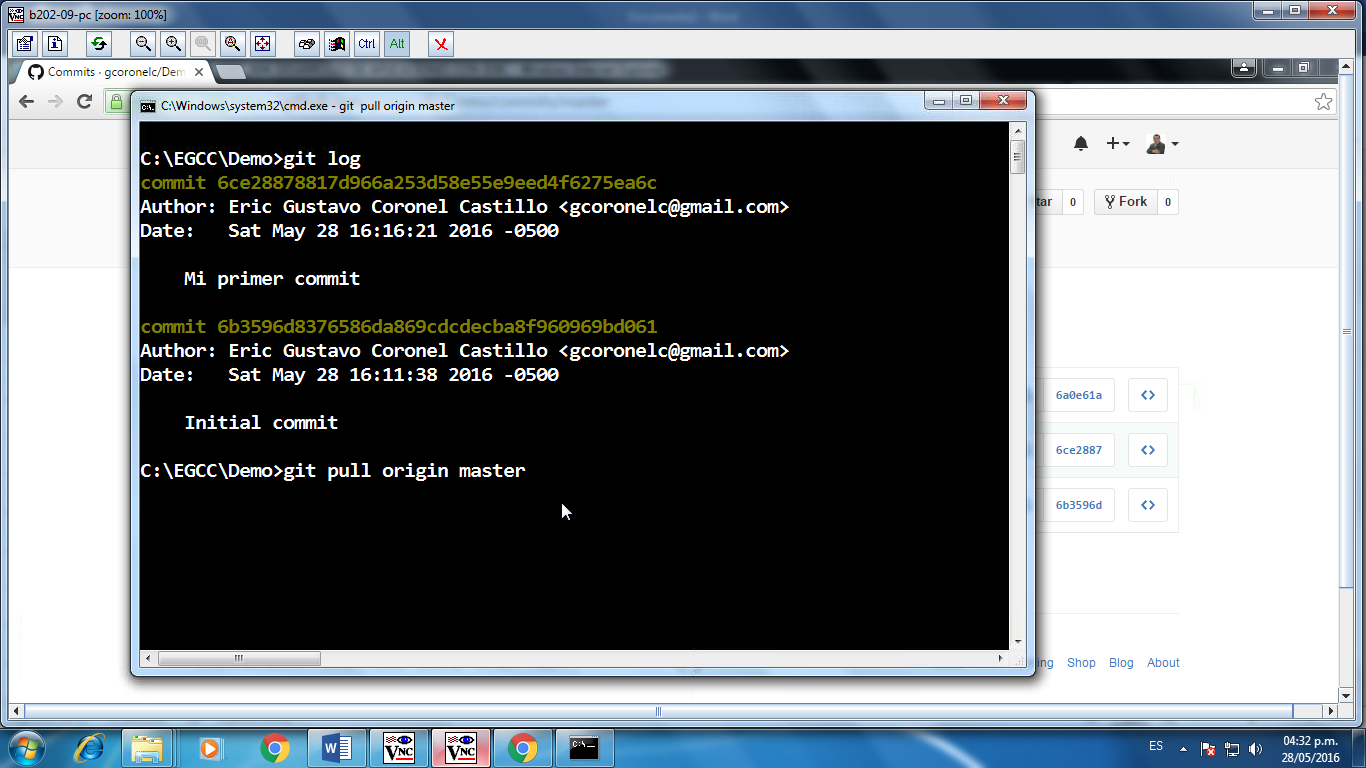 b202-09-pc [zoom: 100%]
Ctrl
Alt
Commits · gcoronelc/Dem
C:\Windows\system32\cmd.exe - git pull origin master
C:\EGCC\Demo>git log
commit 6ce28878817d966a253d58e55e9eed4f6275ea6c
Author: Eric Gustavo Coronel Castillo <gcoronelc@gmail.com>
Date: Sat May 28 16:16:21 2016 -0500
Mi primer commit
commit 6b3596d8376586da869cdcdecba8f960969bd061
Author: Eric Gustavo Coronel Castillo <gcoronelc@gmail.com>
Date: Sat May 28 16:11:38 2016 -0500
Initial commit
C:\EGCC\Demo>git pull origin master
tar 0 Fork 0
6a0e61a
6ce2887
6b3596d
ing Shop Blog About
VNC
VNC
ES
04:32 p.m.
28/05/2016